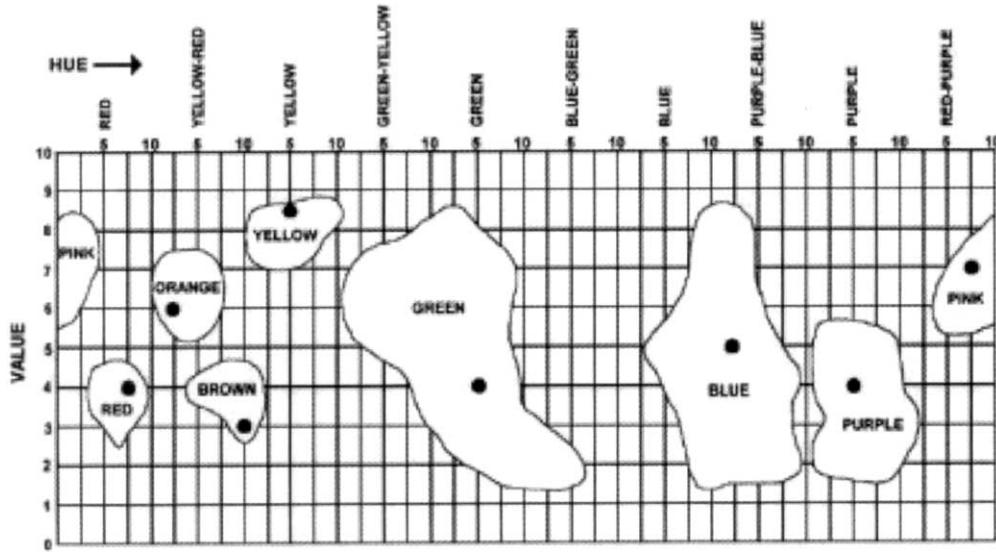 HUE
RED
YELLOW-RED
YELLOW
GREEN-YELLOW
GREEN
BLUE-GREEN
BLUE
PURPLE-BLUE
PURPLE
RED-PURPLE
5 10 5 10 5 10 5 10 5 10 5 10 5 10 5 10 5 10 5 10
VALUE
10
9
8
7
6
5
4
3
2
1
0
PINK
ORANGE
YELLOW
RED
BROWN
GREEN
BLUE
PURPLE
PINK